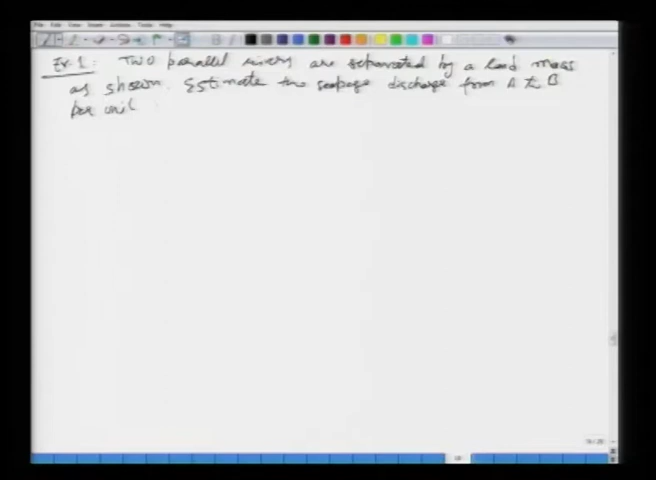 Ex-1: Two parallel rivers are separated by a land mass
as shown. Estimate the seepage discharge from A to B
per unit